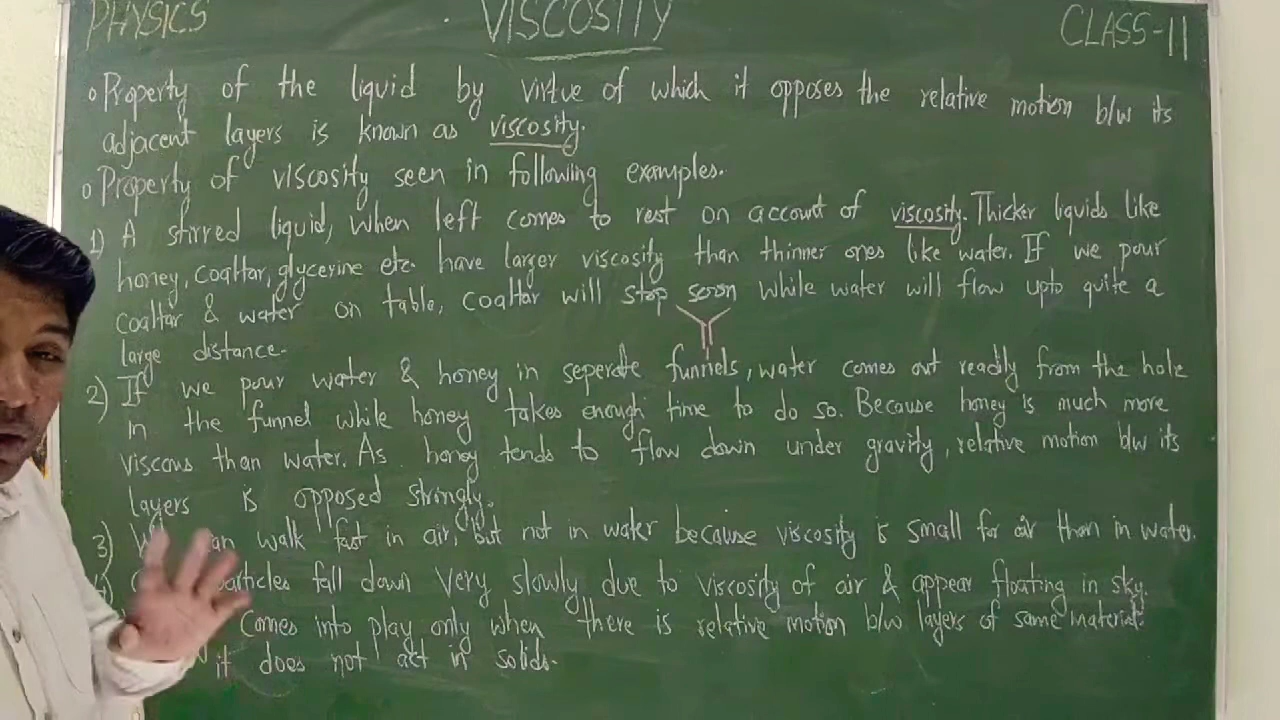 PHYSICS VISCOSITY CLASS-11
o Property of the liquid by virtue of which it opposes the relative motion b/w its
adjacent layers is known as viscosity.
o Property of viscosity seen in following examples.
1) A stirred liquid, when left comes to rest on account of viscosity. Thicker liquids like
honey, coaltar, glycerine etc. have larger viscosity than thinner ones like water. If we pour
coaltar & water on table, coaltar will stop soon while water will flow upto quite a
large distance.
2) If we pour water & honey in seperate funnels, water comes out readily from the hole
in the funnel while honey takes enough time to do so. Because honey is much more
viscous than water. As honey tends to flow down under gravity, relative motion b/w its
layers is opposed strongly.
3) walk fast in air, but not in water because viscosity is small for air than in water.
particles fall down very slowly due to viscosity of air & appear floating in sky.
Comes into play only when there is relative motion b/w layers of same material.
it does not act in solids.